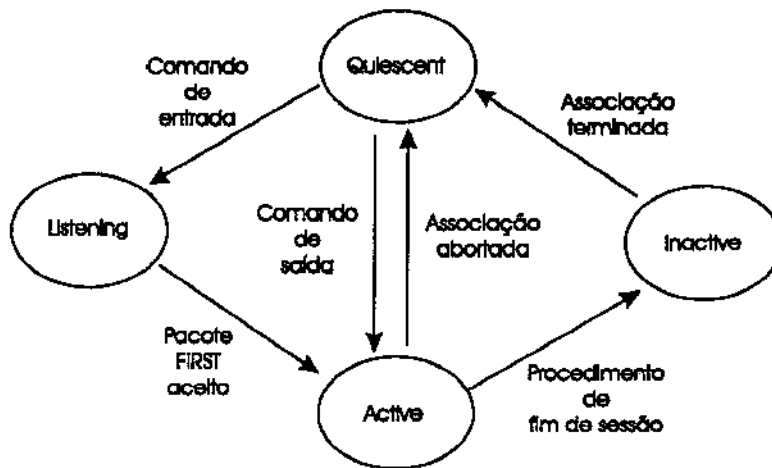 Quiescent
Comando
de
entrada
Associação
terminada
Listening
Comando
de
saída
Associação
abortada
Inactive
Pacote
FIRST
aceito
Active
Procedimento
de
fim de sessão